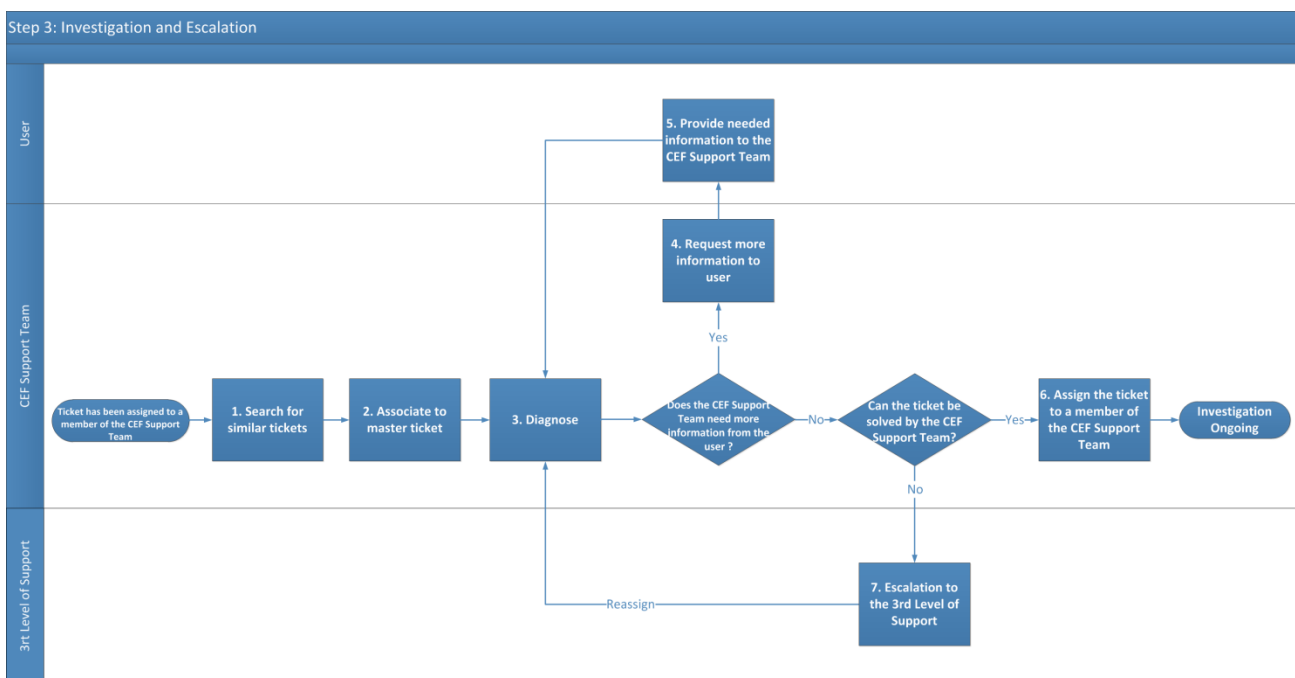 Step 3: Investigation and Escalation
User
5. Provide needed
information to the
CEF Support Team
CEF Support Team
4. Request more
information to
user
Yes
Ticket has been assigned to a
member of the CEF Support
Team
1. Search for
similar tickets
2. Associate to
master ticket
3. Diagnose
Does the CEF Support
Team need more
information from the
user ?
No
Can the ticket be
solved by the CEF
Support Team?
Yes
6. Assign the ticket
to a member of
the CEF Support
Team
Investigation
Ongoing
No
3rt Level of Support
7. Escalation to
the 3rd Level of
Support
Reassign